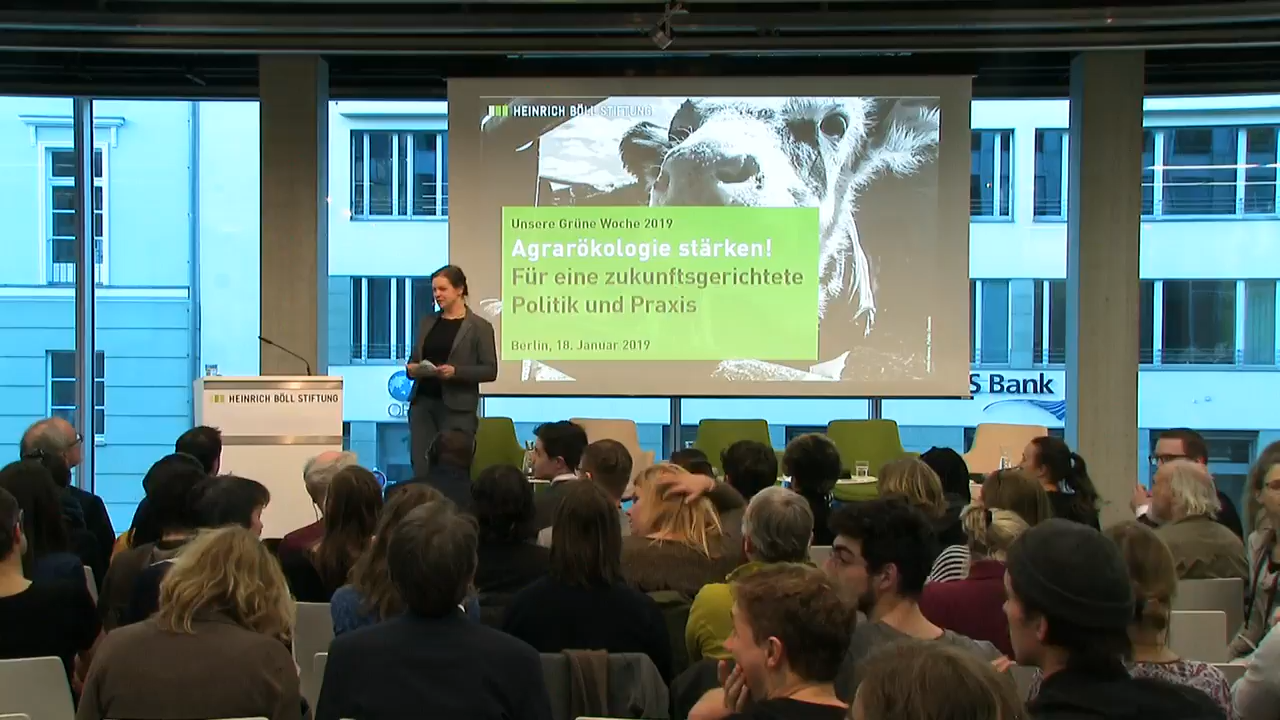 HEINRICH BÖLL STIFTUNG
Unsere Grüne Woche 2019
Agrarökologie stärken!
Für eine zukunftsgerichtete
Politik und Praxis
Berlin, 18. Januar 2019
HEINRICH BÖLL STIFTUNG
S Bank